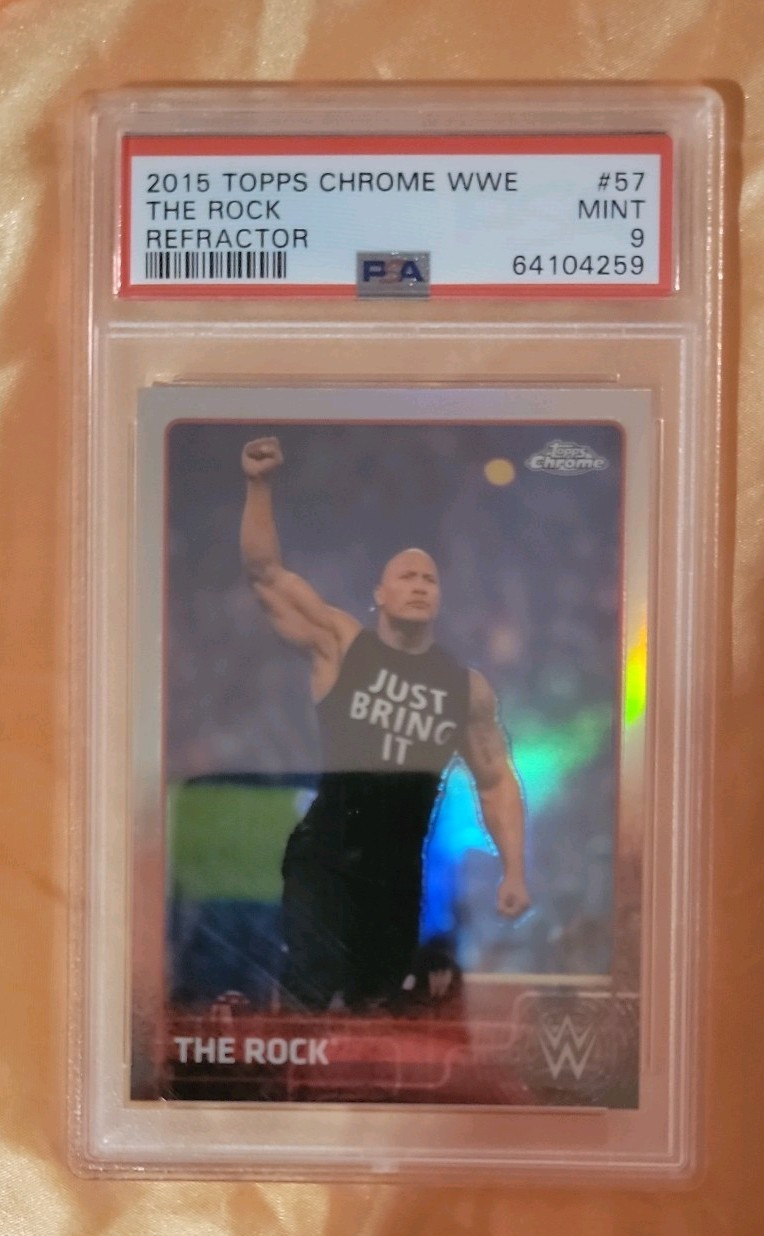 2015 TOPPS CHROME WWE #57
THE ROCK MINT
REFRACTOR 9
PSA 64104259
Topps
Chrome
JUST
BRING
IT
THE ROCK
W